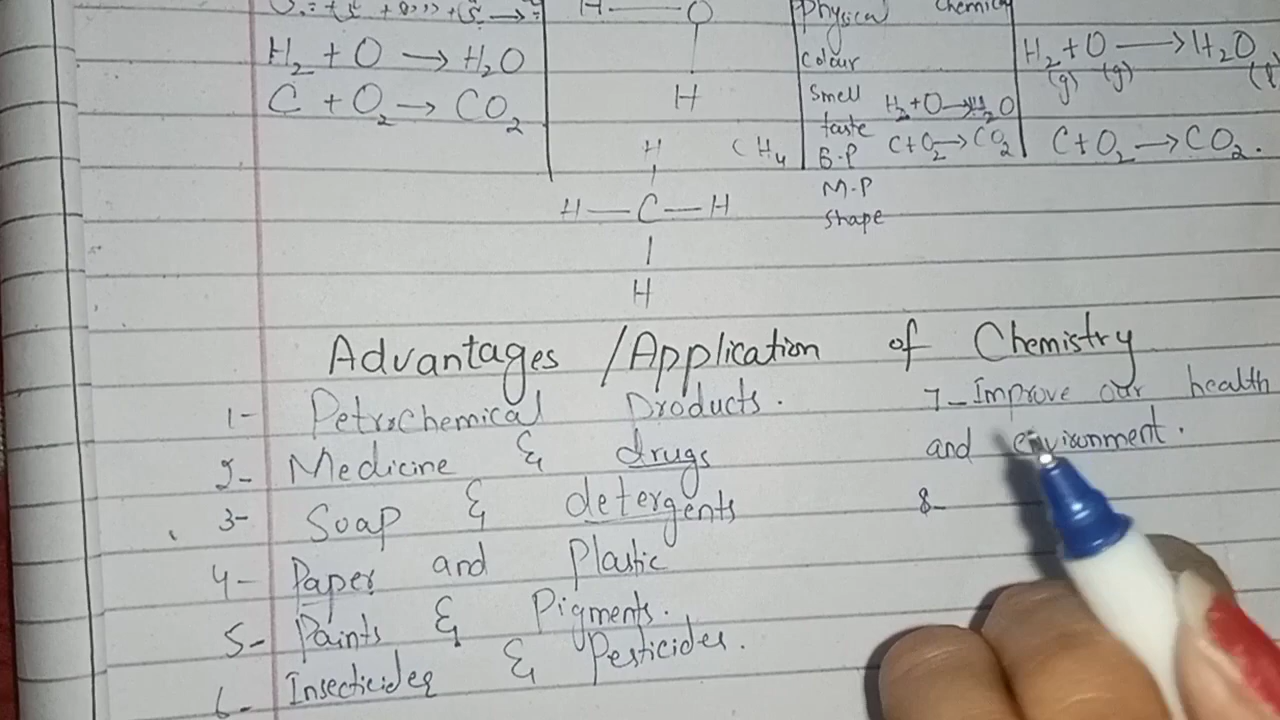 H — O
Physical Chemical
H₂ + O → H₂O
Colour
H₂ + O → H₂O
(g) (g) (l)
C + O₂ → CO₂
H
Smell H₂ + O → H₂O
taste C + O₂ → CO₂
C + O₂ → CO₂.
H
CH₄
B.P
M.P
H — C — H
Shape
H
Advantages / Application of Chemistry
1- Petrochemical Products.
2- Medicine & drugs
3- Soap & detergents
4- Paper and Plastic
5- Paints & Pigments.
6- Insecticides & Pesticides.
7- Improve our health
and environment.
8-